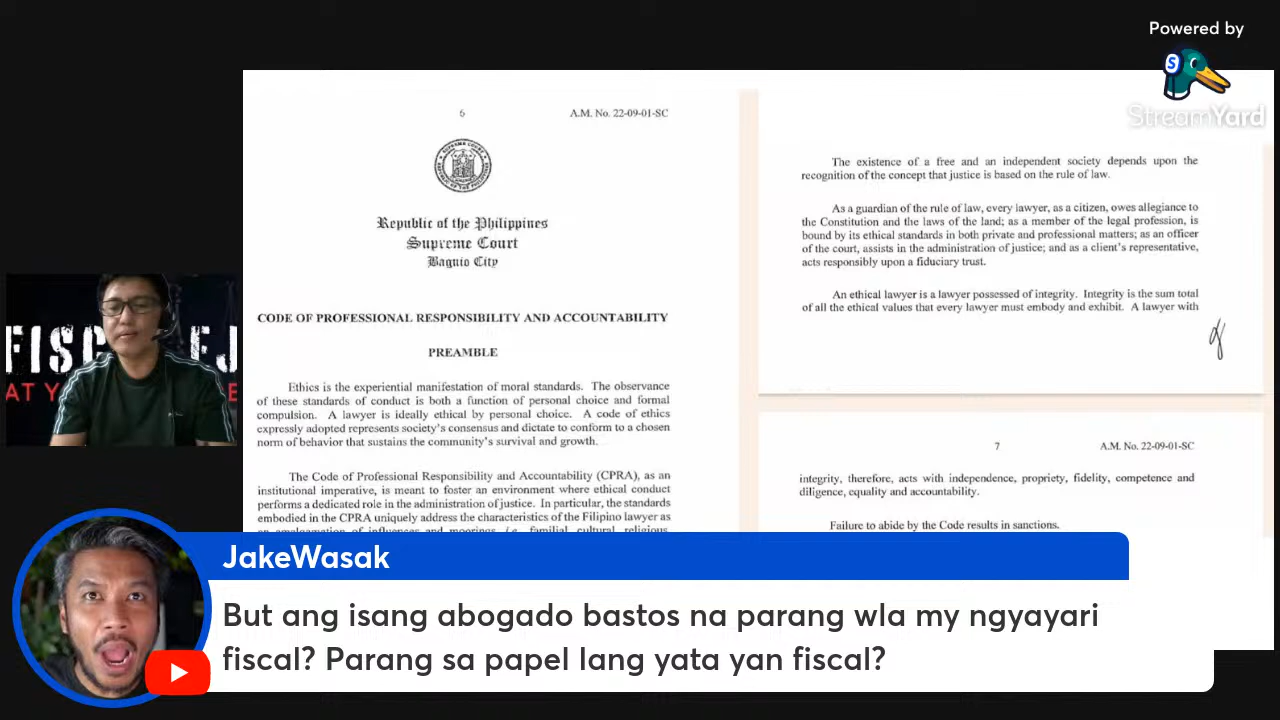 Powered by
S
StreamYard
6 A.M. No. 22-09-01-SC
Republic of the Philippines
Supreme Court
Baguio City
CODE OF PROFESSIONAL RESPONSIBILITY AND ACCOUNTABILITY
PREAMBLE
Ethics is the experiential manifestation of moral standards. The observance
of these standards of conduct is both a function of personal choice and formal
compulsion. A lawyer is ideally ethical by personal choice. A code of ethics
expressly adopted represents society's consensus and dictate to conform to a chosen
norm of behavior that sustains the community's survival and growth.
The Code of Professional Responsibility and Accountability (CPRA), as an
institutional imperative, is meant to foster an environment where ethical conduct
performs a dedicated role in the administration of justice. In particular, the standards
embodied in the CPRA uniquely address the characteristics of the Filipino lawyer as
an amalgamation of influences and moorings, i.e. familial, cultural, religious,
The existence of a free and an independent society depends upon the
recognition of the concept that justice is based on the rule of law.
As a guardian of the rule of law, every lawyer, as a citizen, owes allegiance to
the Constitution and the laws of the land; as a member of the legal profession, is
bound by its ethical standards in both private and professional matters; as an officer
of the court, assists in the administration of justice; and as a client's representative,
acts responsibly upon a fiduciary trust.
An ethical lawyer is a lawyer possessed of integrity. Integrity is the sum total
of all the ethical values that every lawyer must embody and exhibit. A lawyer with
7 A.M. No. 22-09-01-SC
integrity, therefore, acts with independence, propriety, fidelity, competence and
diligence, equality and accountability.
Failure to abide by the Code results in sanctions.
FISC EJ
AT Y E
JakeWasak
But ang isang abogado bastos na parang wla my ngyayari
fiscal? Parang sa papel lang yata yan fiscal?